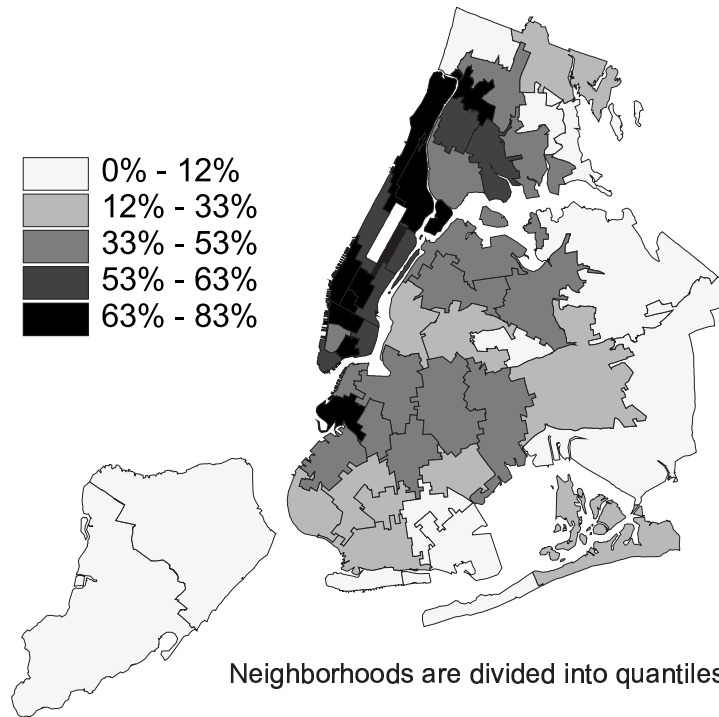 0% - 12%
12% - 33%
33% - 53%
53% - 63%
63% - 83%
Neighborhoods are divided into quantiles